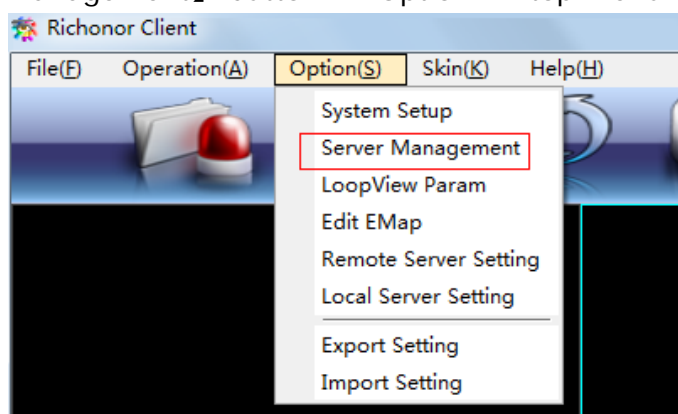 Richonor Client
File(F) Operation(A) Option(S) Skin(K) Help(H)
System Setup
Server Management
LoopView Param
Edit EMap
Remote Server Setting
Local Server Setting
Export Setting
Import Setting